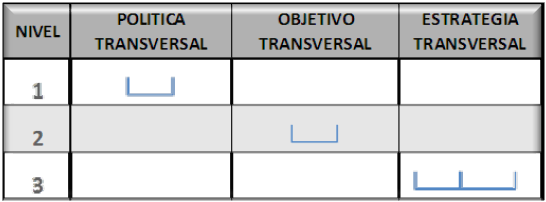 NIVEL
POLITICA
TRANSVERSAL
OBJETIVO
TRANSVERSAL
ESTRATEGIA
TRANSVERSAL
1
2
3